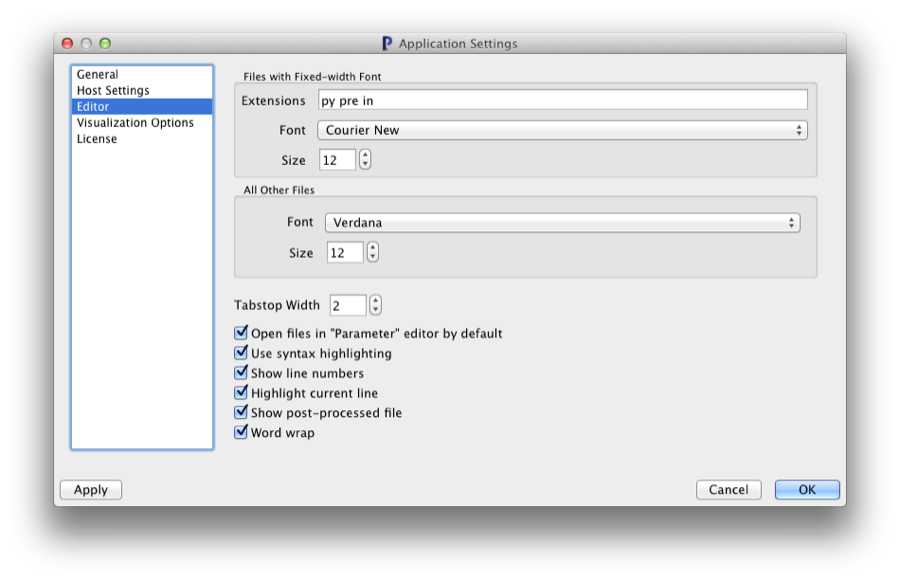 Application Settings
General
Host Settings
Editor
Visualization Options
License
Files with Fixed-width Font
Extensions py pre in
Font Courier New
Size 12
All Other Files
Font Verdana
Size 12
Tabstop Width 2
Open files in "Parameter" editor by default
Use syntax highlighting
Show line numbers
Highlight current line
Show post-processed file
Word wrap
Apply Cancel OK